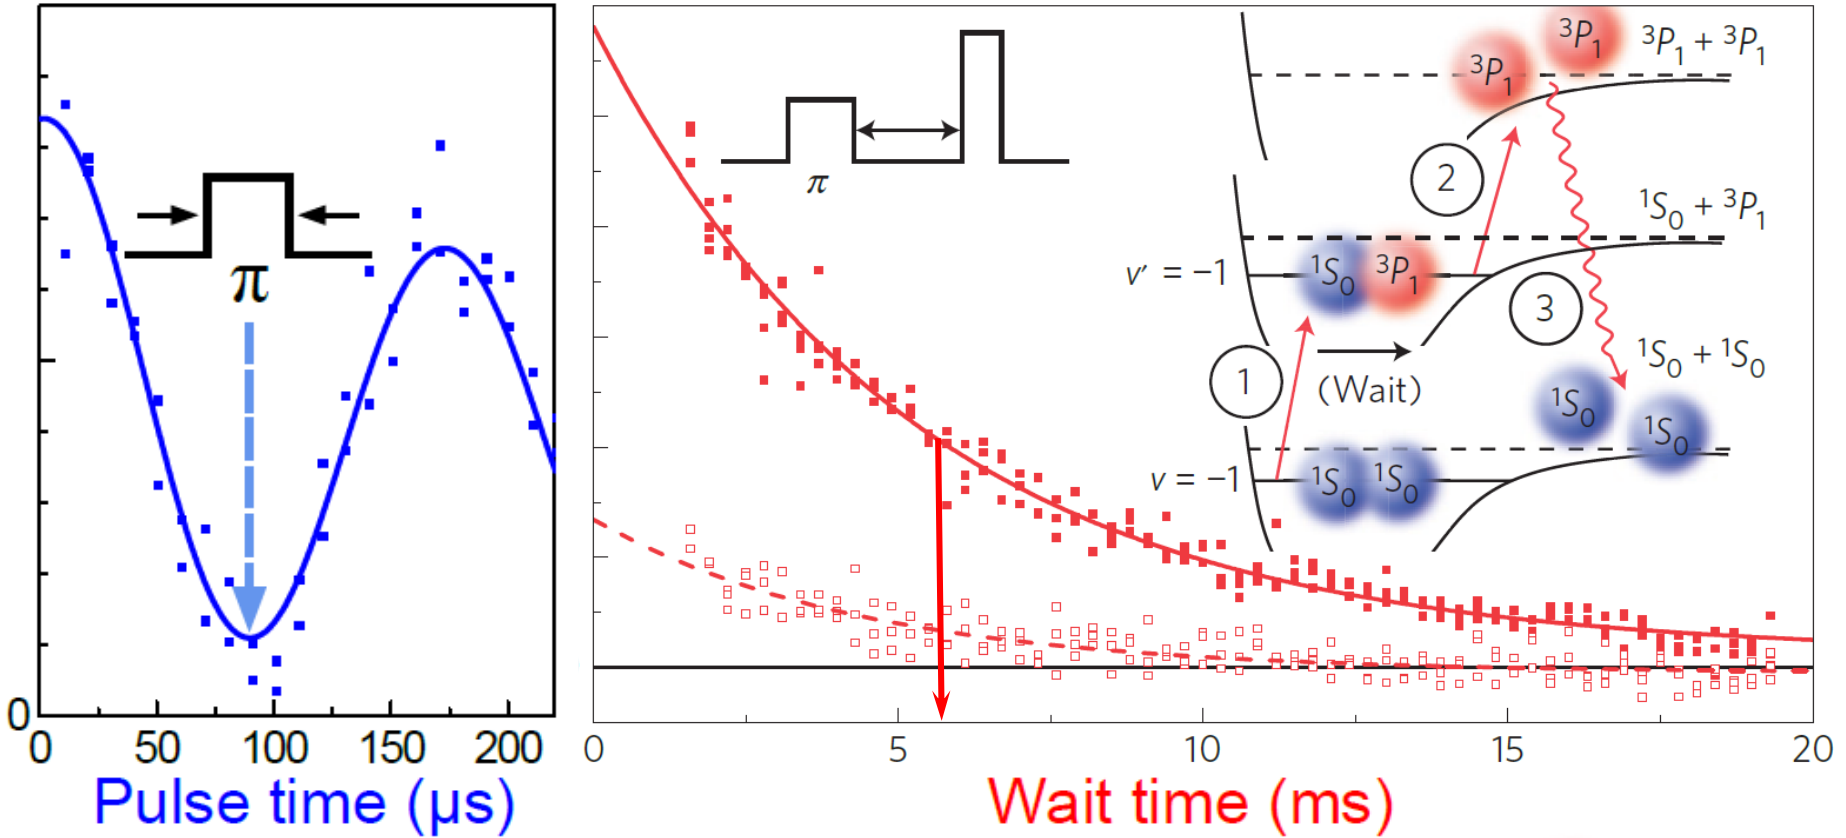 π
0
0 50 100 150 200
Pulse time (μs)
π
³P₁
³P₁
³P₁ + ³P₁
2
¹S₀ + ³P₁
v′ = −1
¹S₀
³P₁
3
1
(Wait)
¹S₀ + ¹S₀
¹S₀
¹S₀
v = −1
¹S₀
¹S₀
0 5 10 15 20
Wait time (ms)